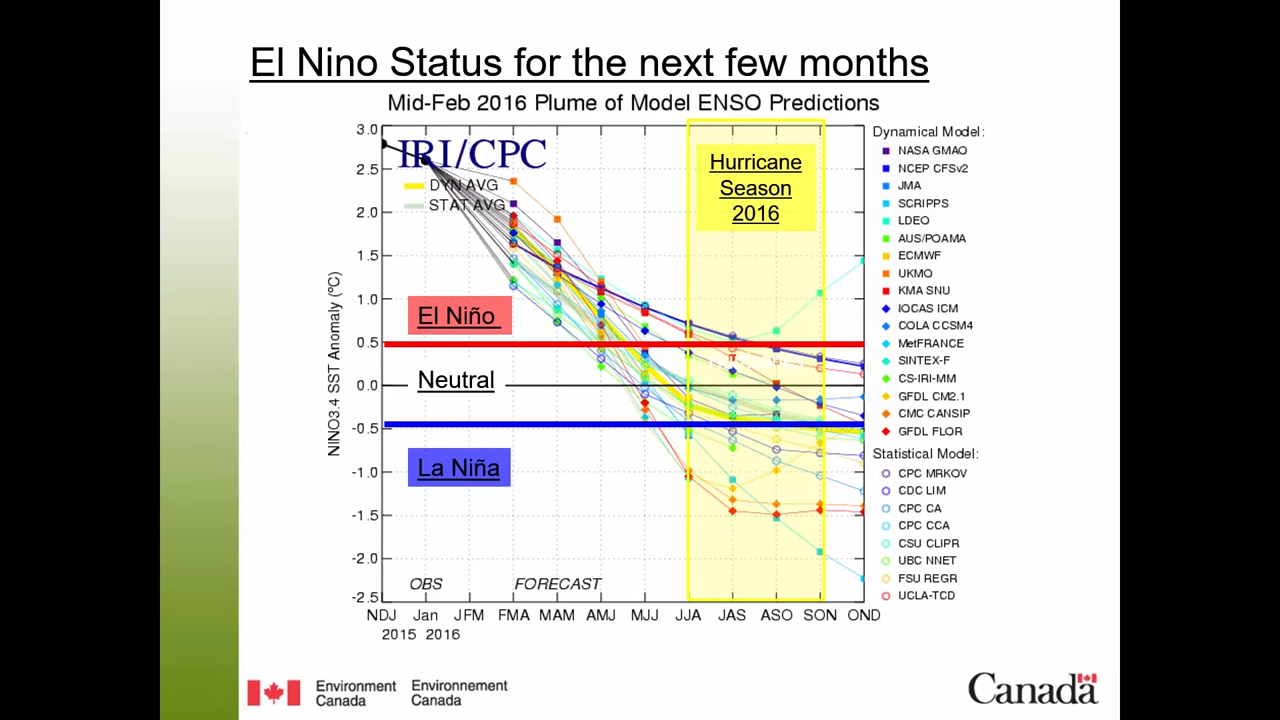 El Nino Status for the next few months
Mid-Feb 2016 Plume of Model ENSO Predictions
IRI/CPC
DYN AVG
STAT AVG
Hurricane
Season
2016
El Niño
Neutral
La Niña
NINO3.4 SST Anomaly (ºC)
3.0
2.5
2.0
1.5
1.0
0.5
0.0
-0.5
-1.0
-1.5
-2.0
-2.5
OBS FORECAST
NDJ Jan JFM FMA MAM AMJ MJJ JJA JAS ASO SON OND
2015 2016
Dynamical Model:
NASA GMAO
NCEP CFSv2
JMA
SCRIPPS
LDEO
AUS/POAMA
ECMWF
UKMO
KMA SNU
IOCAS ICM
COLA CCSM4
MetFRANCE
SINTEX-F
CS-IRI-MM
GFDL CM2.1
CMC CANSIP
GFDL FLOR
Statistical Model:
CPC MRKOV
CDC LIM
CPC CA
CPC CCA
CSU CLIPR
UBC NNET
FSU REGR
UCLA-TCD
Environment Environnement
Canada Canada
Canada